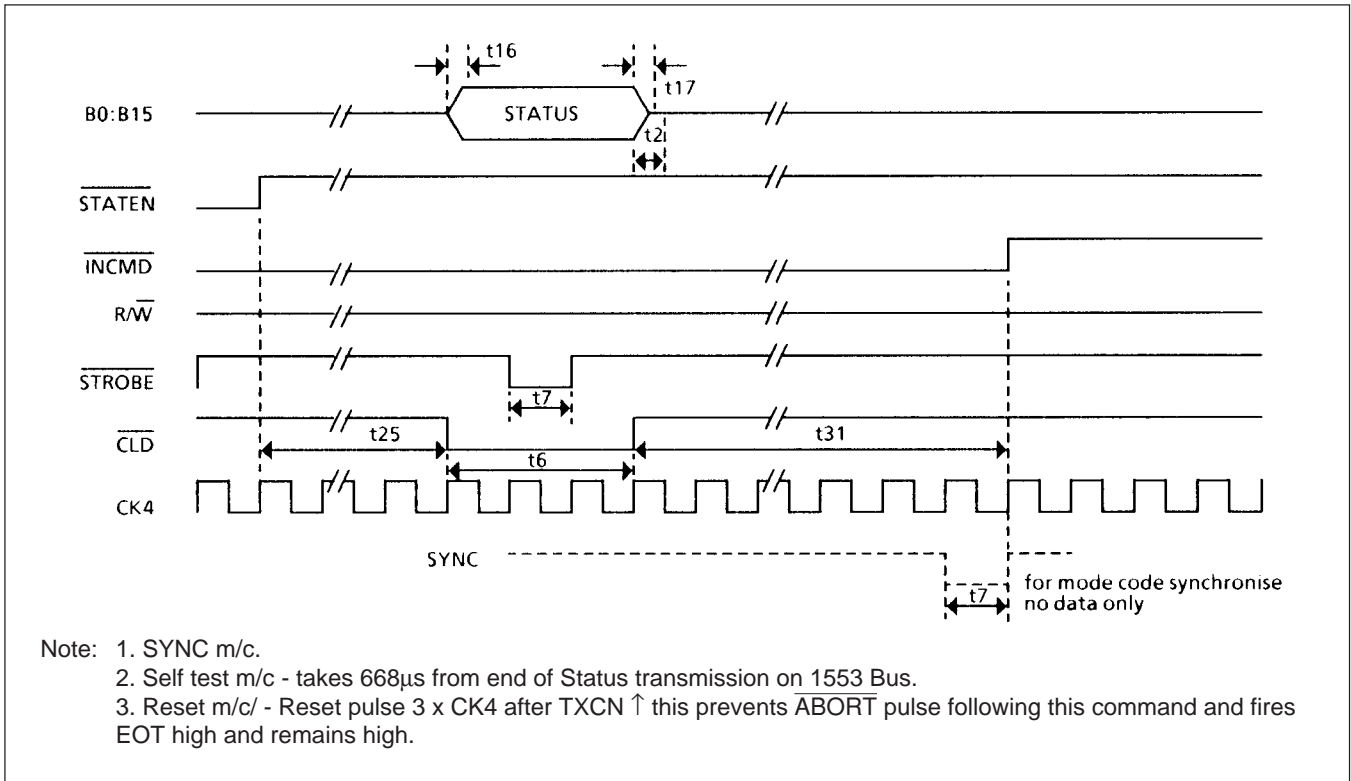 t16
t17
B0:B15
STATUS
t2
STATEN
INCMD
R/W
STROBE
t7
CLD
t25
t31
t6
CK4
SYNC
for mode code synchronise
t7
no data only
Note: 1. SYNC m/c.
2. Self test m/c - takes 668µs from end of Status transmission on 1553 Bus.
3. Reset m/c/ - Reset pulse 3 x CK4 after TXCN ↑ this prevents ABORT pulse following this command and fires
EOT high and remains high.